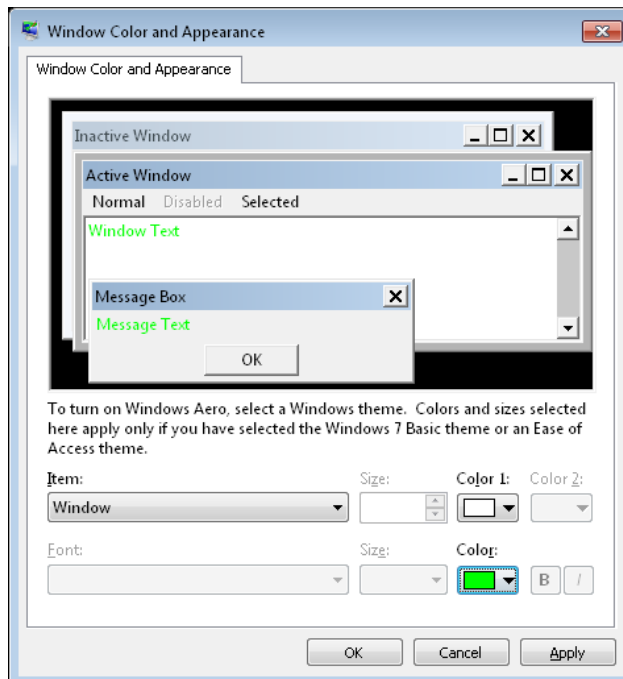 Window Color and Appearance
Window Color and Appearance
Inactive Window
Active Window
Normal Disabled Selected
Window Text
Message Box
Message Text
OK
To turn on Windows Aero, select a Windows theme. Colors and sizes selected
here apply only if you have selected the Windows 7 Basic theme or an Ease of
Access theme.
Item: Size: Color 1: Color 2:
Window
Font: Size: Color:
B I
OK Cancel Apply